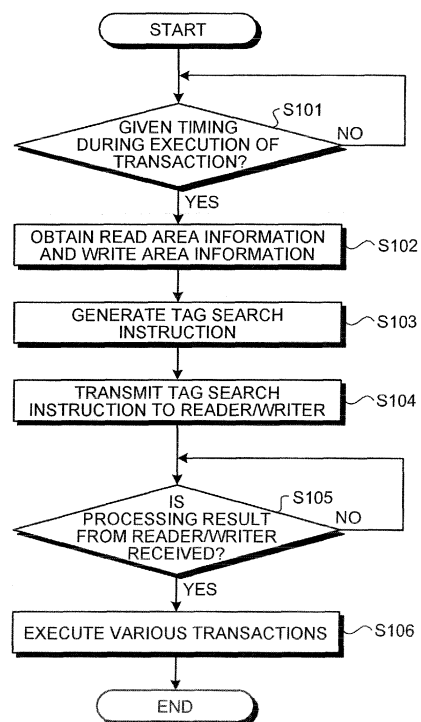 START
S101
GIVEN TIMING
DURING EXECUTION OF
TRANSACTION?
NO
YES
OBTAIN READ AREA INFORMATION
AND WRITE AREA INFORMATION
S102
GENERATE TAG SEARCH
INSTRUCTION
S103
TRANSMIT TAG SEARCH
INSTRUCTION TO READER/WRITER
S104
S105
IS
PROCESSING RESULT
FROM READER/WRITER
RECEIVED?
NO
YES
EXECUTE VARIOUS TRANSACTIONS
S106
END